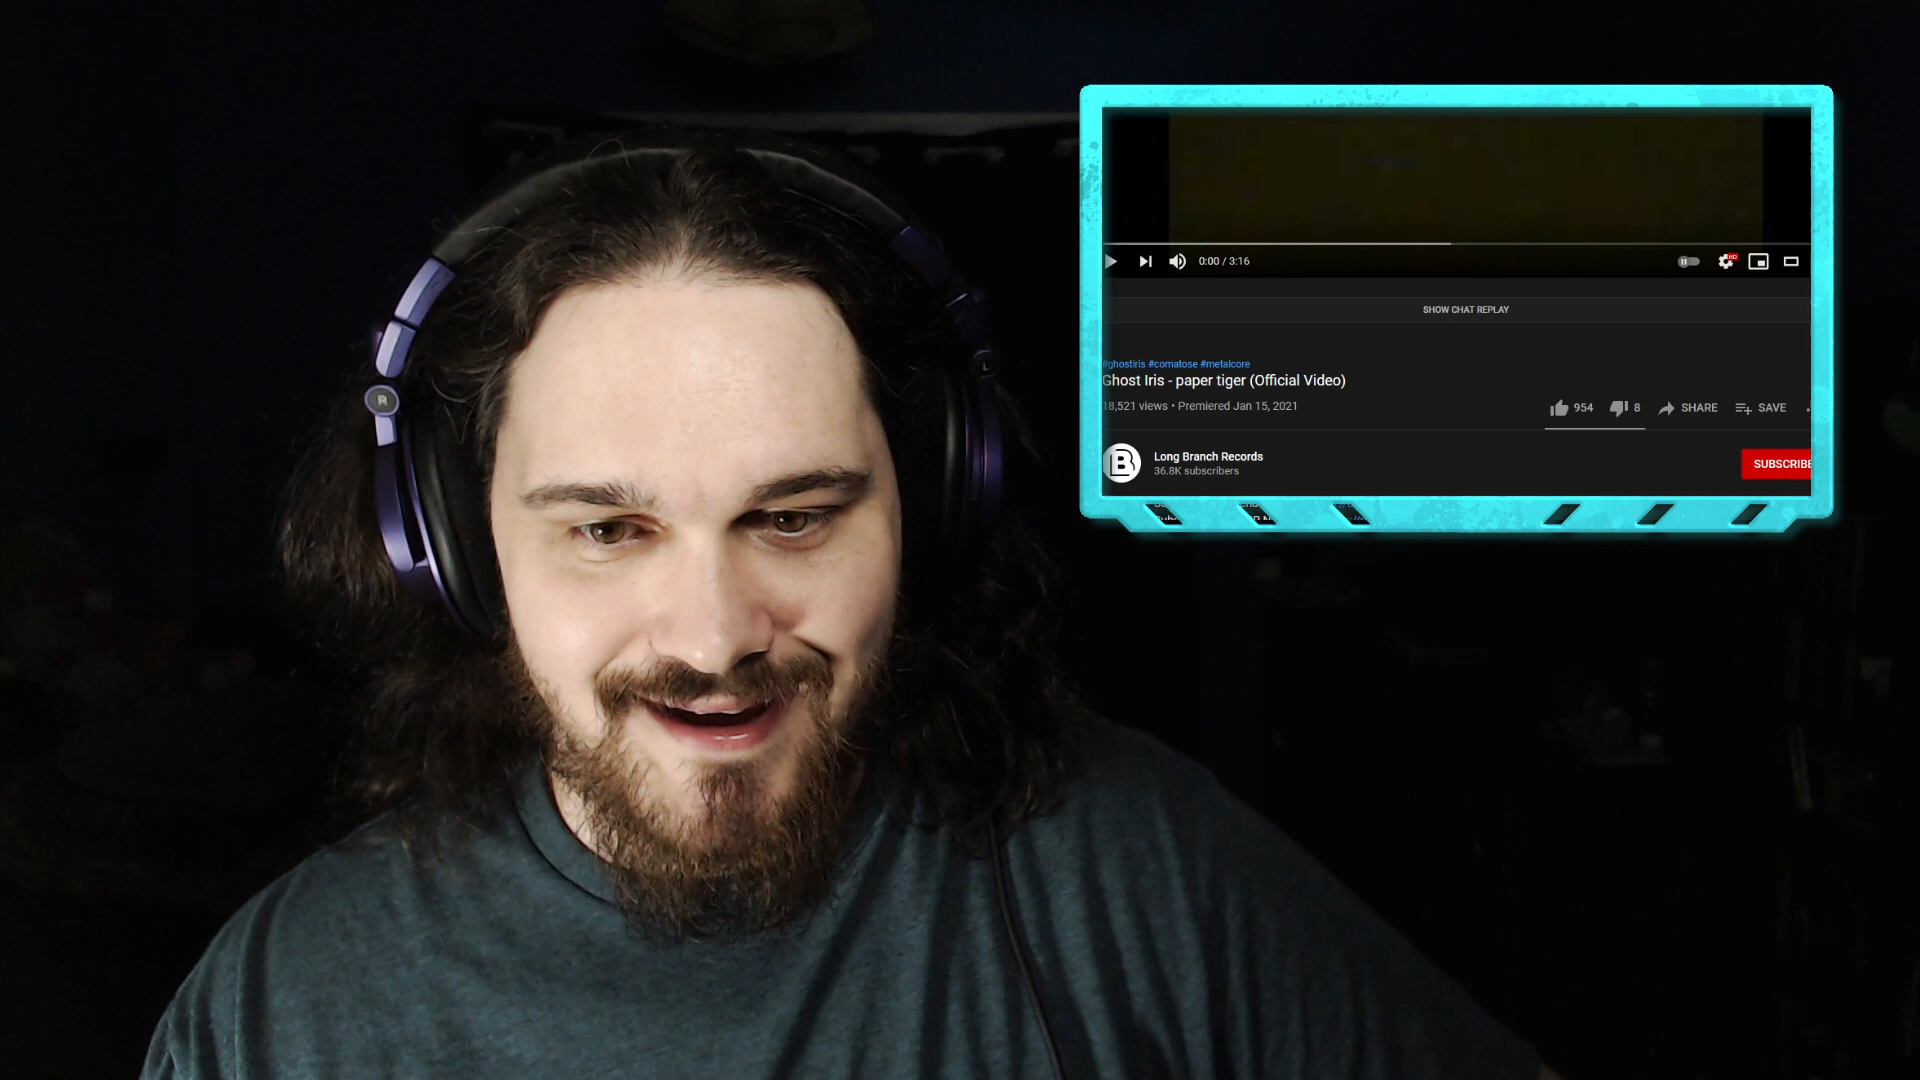 HD
0:00 / 3:16
SHOW CHAT REPLAY
#ghostiris #comatose #metalcore
Ghost Iris - paper tiger (Official Video)
18,521 views • Premiered Jan 15, 2021
954 8 SHARE SAVE
B
Long Branch Records
36.8K subscribers
SUBSCRIBE
R
L